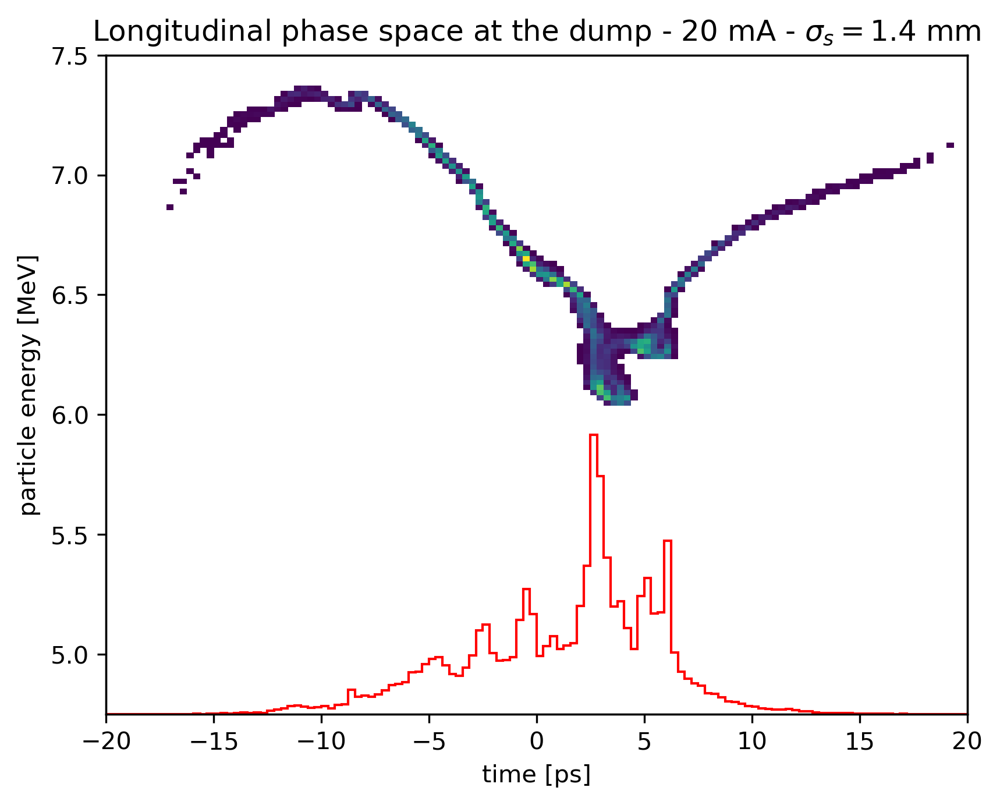 Longitudinal phase space at the dump - 20 mA - σₛ = 1.4 mm
7.5
7.0
6.5
6.0
5.5
5.0
particle energy [MeV]
−20 −15 −10 −5 0 5 10 15 20
time [ps]